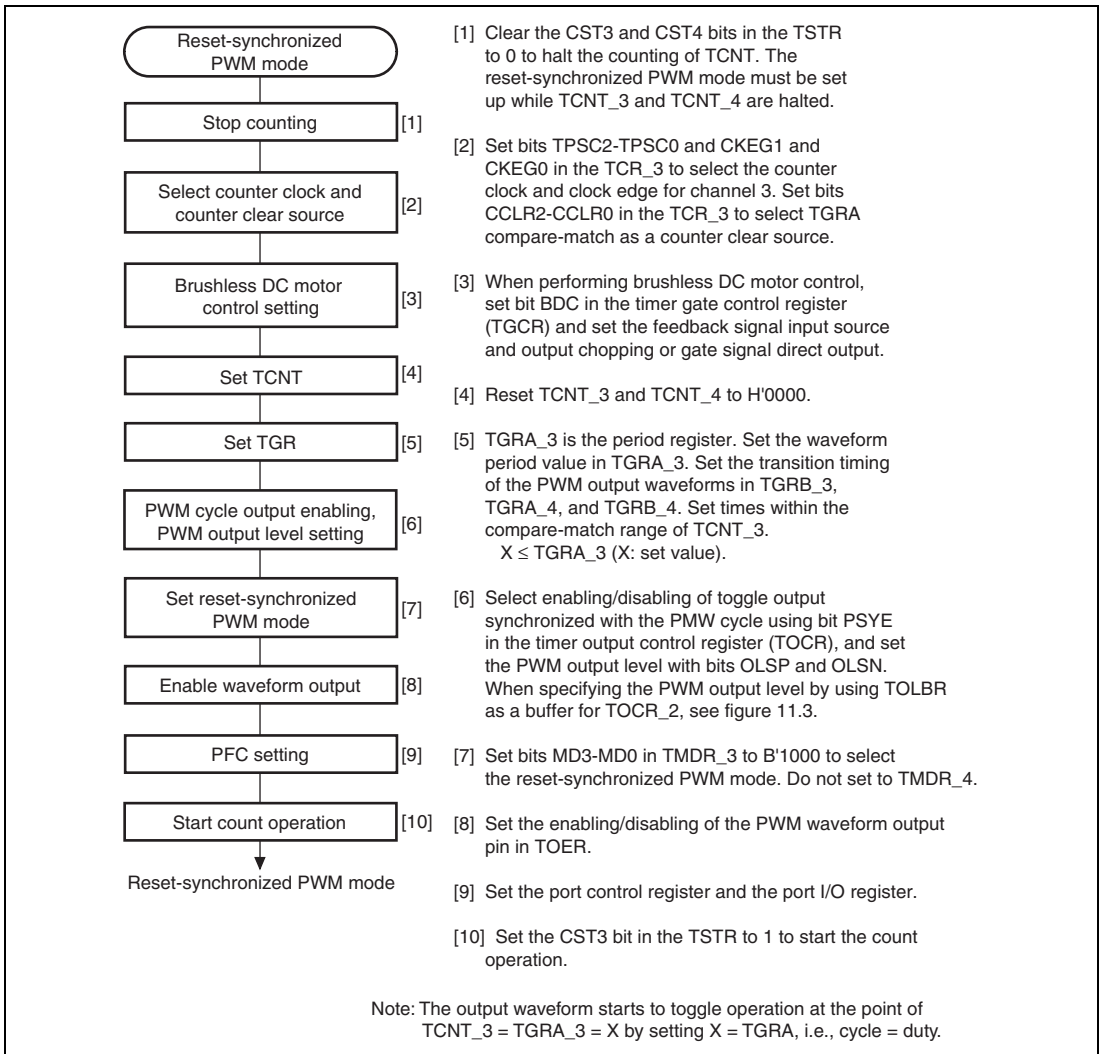 Reset-synchronized
PWM mode
Stop counting
[1]
Select counter clock and
counter clear source
[2]
Brushless DC motor
control setting
[3]
Set TCNT
[4]
Set TGR
[5]
PWM cycle output enabling,
PWM output level setting
[6]
Set reset-synchronized
PWM mode
[7]
Enable waveform output
[8]
PFC setting
[9]
Start count operation
[10]
Reset-synchronized PWM mode
[1] Clear the CST3 and CST4 bits in the TSTR
to 0 to halt the counting of TCNT. The
reset-synchronized PWM mode must be set
up while TCNT_3 and TCNT_4 are halted.
[2] Set bits TPSC2-TPSC0 and CKEG1 and
CKEG0 in the TCR_3 to select the counter
clock and clock edge for channel 3. Set bits
CCLR2-CCLR0 in the TCR_3 to select TGRA
compare-match as a counter clear source.
[3] When performing brushless DC motor control,
set bit BDC in the timer gate control register
(TGCR) and set the feedback signal input source
and output chopping or gate signal direct output.
[4] Reset TCNT_3 and TCNT_4 to H'0000.
[5] TGRA_3 is the period register. Set the waveform
period value in TGRA_3. Set the transition timing
of the PWM output waveforms in TGRB_3,
TGRA_4, and TGRB_4. Set times within the
compare-match range of TCNT_3.
X ≤ TGRA_3 (X: set value).
[6] Select enabling/disabling of toggle output
synchronized with the PMW cycle using bit PSYE
in the timer output control register (TOCR), and set
the PWM output level with bits OLSP and OLSN.
When specifying the PWM output level by using TOLBR
as a buffer for TOCR_2, see figure 11.3.
[7] Set bits MD3-MD0 in TMDR_3 to B'1000 to select
the reset-synchronized PWM mode. Do not set to TMDR_4.
[8] Set the enabling/disabling of the PWM waveform output
pin in TOER.
[9] Set the port control register and the port I/O register.
[10] Set the CST3 bit in the TSTR to 1 to start the count
operation.
Note: The output waveform starts to toggle operation at the point of
TCNT_3 = TGRA_3 = X by setting X = TGRA, i.e., cycle = duty.